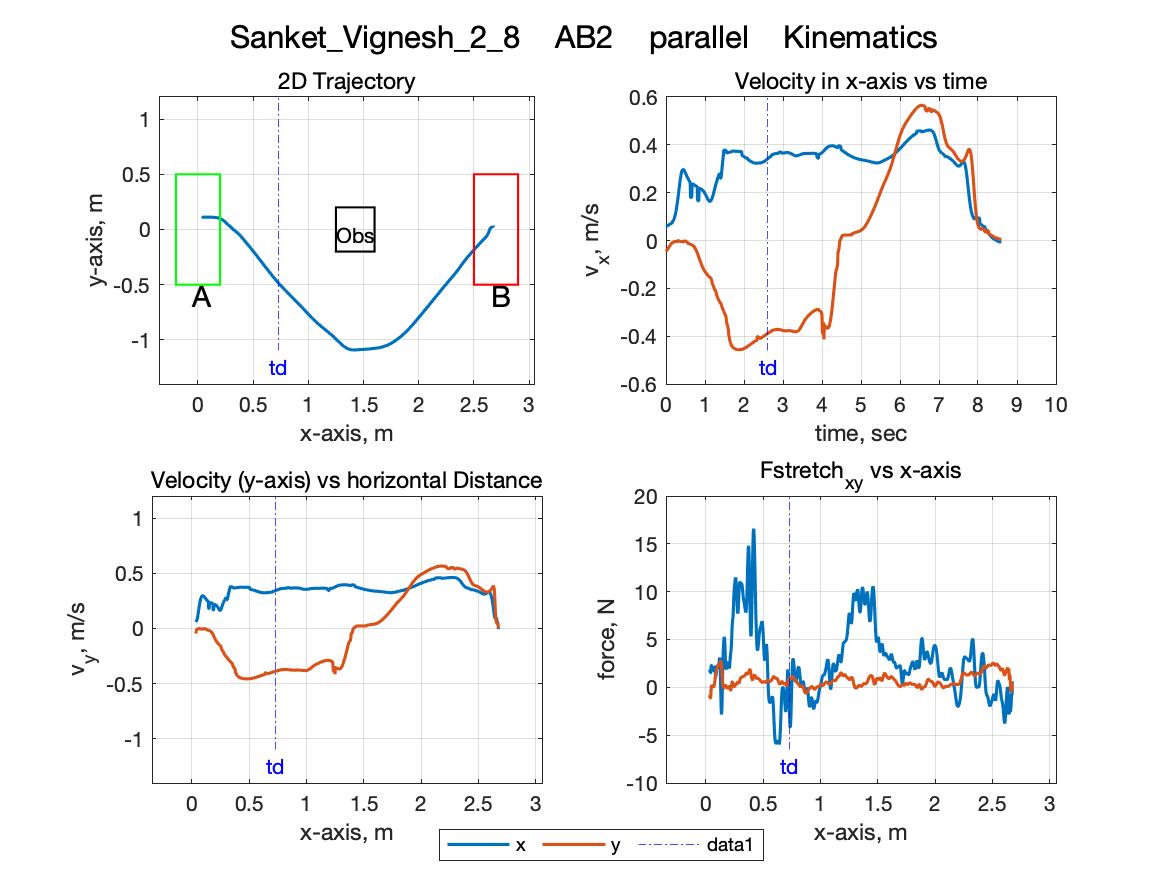 Sanket_Vignesh_2_8 AB2 parallel Kinematics
2D Trajectory
1
0.5
0
-0.5
-1
y-axis, m
Obs
A
B
td
0 0.5 1 1.5 2 2.5 3
x-axis, m
Velocity in x-axis vs time
0.6
0.4
0.2
0
-0.2
-0.4
-0.6
vx, m/s
td
0 1 2 3 4 5 6 7 8 9 10
time, sec
Velocity (y-axis) vs horizontal Distance
1
0.5
0
-0.5
-1
vy, m/s
td
0 0.5 1 1.5 2 2.5 3
x-axis, m
Fstretchxy vs x-axis
20
15
10
5
0
-5
-10
force, N
td
0 0.5 1 1.5 2 2.5 3
x-axis, m
x y data1